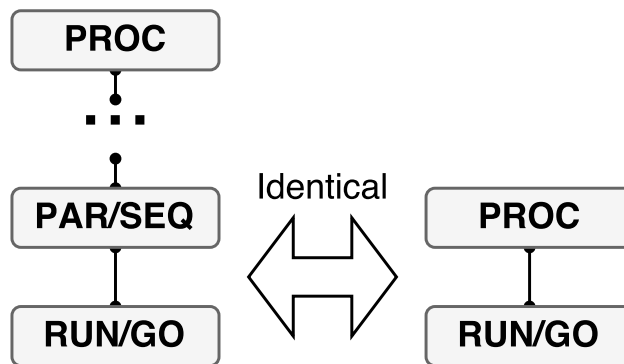 PROC
...
PAR/SEQ
RUN/GO
Identical
PROC
RUN/GO